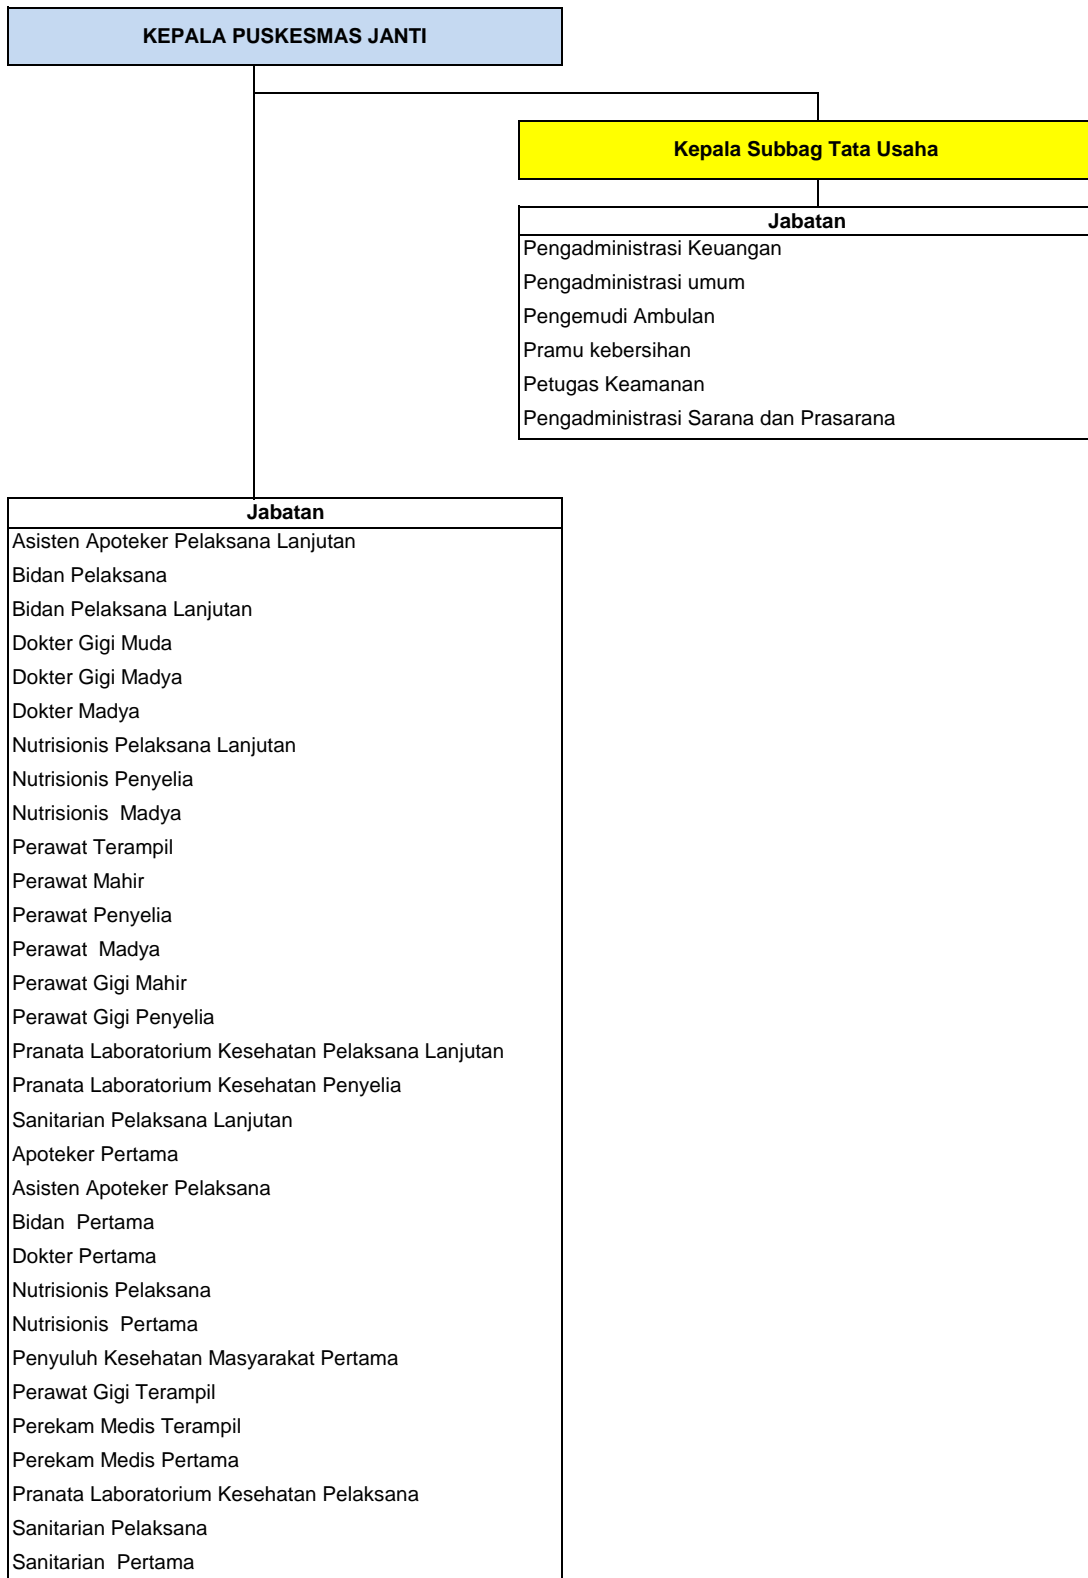 KEPALA PUSKESMAS JANTI
Kepala Subbag Tata Usaha
Jabatan
Pengadministrasi Keuangan
Pengadministrasi umum
Pengemudi Ambulan
Pramu kebersihan
Petugas Keamanan
Pengadministrasi Sarana dan Prasarana
Jabatan
Asisten Apoteker Pelaksana Lanjutan
Bidan Pelaksana
Bidan Pelaksana Lanjutan
Dokter Gigi Muda
Dokter Gigi Madya
Dokter Madya
Nutrisionis Pelaksana Lanjutan
Nutrisionis Penyelia
Nutrisionis  Madya
Perawat Terampil
Perawat Mahir
Perawat Penyelia
Perawat  Madya
Perawat Gigi Mahir
Perawat Gigi Penyelia
Pranata Laboratorium Kesehatan Pelaksana Lanjutan
Pranata Laboratorium Kesehatan Penyelia
Sanitarian Pelaksana Lanjutan
Apoteker Pertama
Asisten Apoteker Pelaksana
Bidan  Pertama
Dokter Pertama
Nutrisionis Pelaksana
Nutrisionis  Pertama
Penyuluh Kesehatan Masyarakat Pertama
Perawat Gigi Terampil
Perekam Medis Terampil
Perekam Medis Pertama
Pranata Laboratorium Kesehatan Pelaksana
Sanitarian Pelaksana
Sanitarian  Pertama